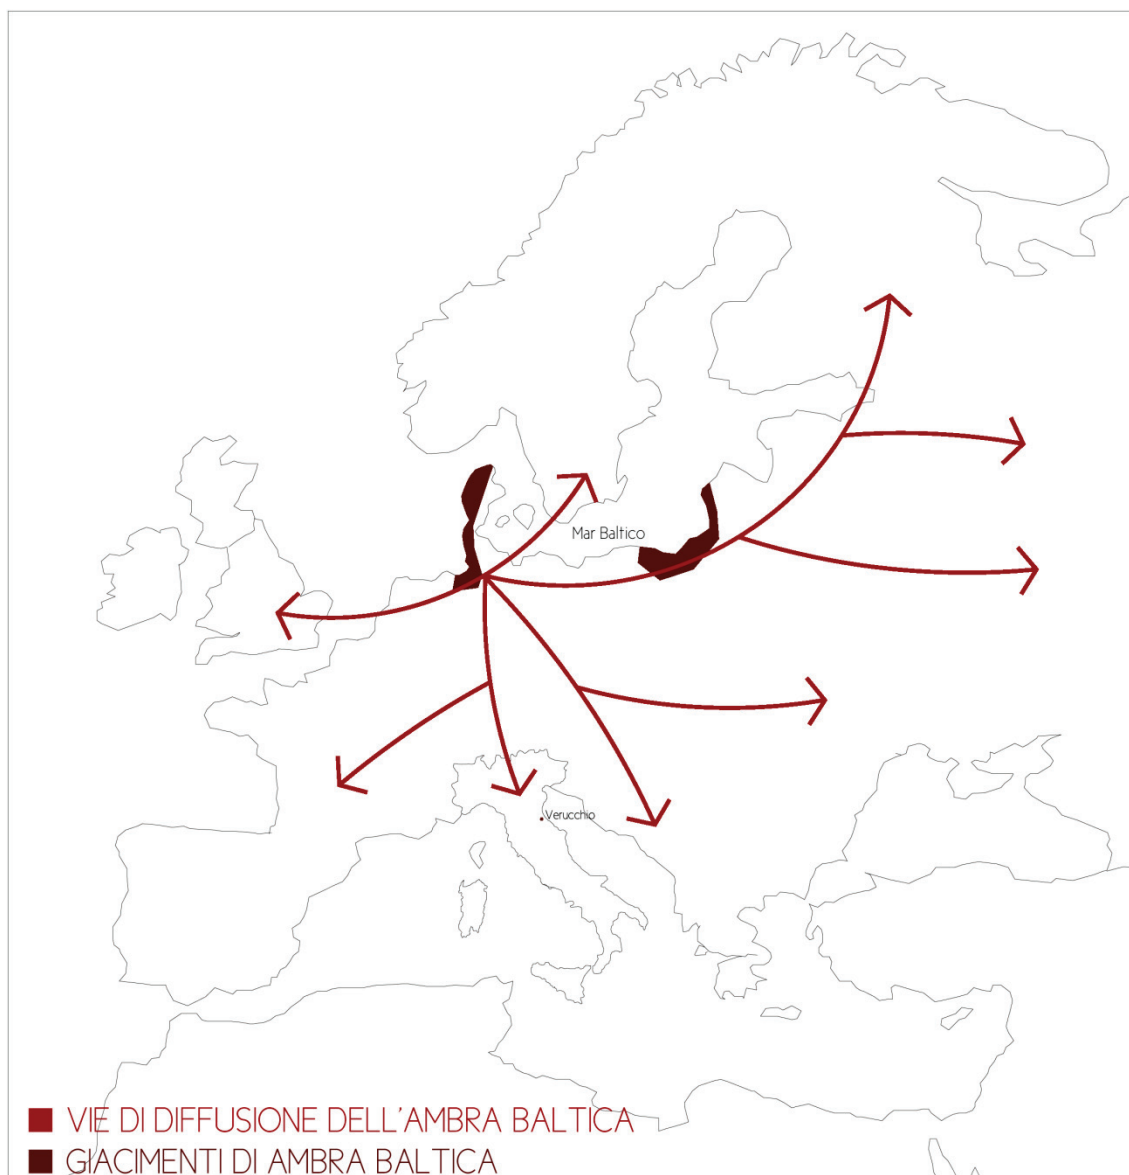 Mar Baltico
Verucchio
VIE DI DIFFUSIONE DELL'AMBRA BALTICA
GIACIMENTI DI AMBRA BALTICA